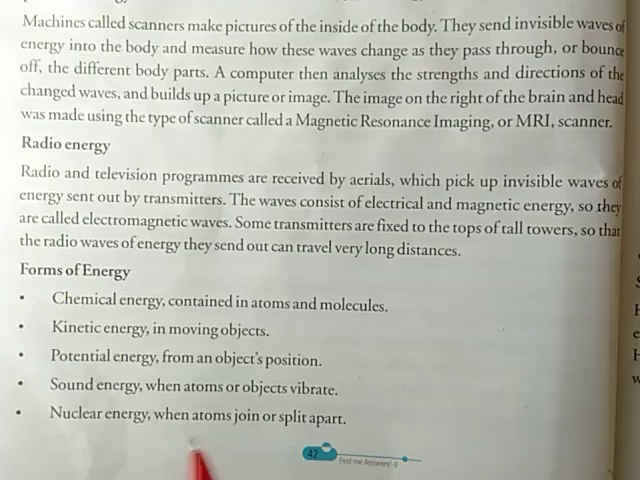 Machines called scanners make pictures of the inside of the body. They send invisible waves of
energy into the body and measure how these waves change as they pass through, or bounce
off, the different body parts. A computer then analyses the strengths and directions of the
changed waves, and builds up a picture or image. The image on the right of the brain and head
was made using the type of scanner called a Magnetic Resonance Imaging, or MRI, scanner.
Radio energy
Radio and television programmes are received by aerials, which pick up invisible waves of
energy sent out by transmitters. The waves consist of electrical and magnetic energy, so they
are called electromagnetic waves. Some transmitters are fixed to the tops of tall towers, so that
the radio waves of energy they send out can travel very long distances.
Forms of Energy
• Chemical energy, contained in atoms and molecules.
• Kinetic energy, in moving objects.
• Potential energy, from an object's position.
• Sound energy, when atoms or objects vibrate.
• Nuclear energy, when atoms join or split apart.
42
Find me Answers!-8